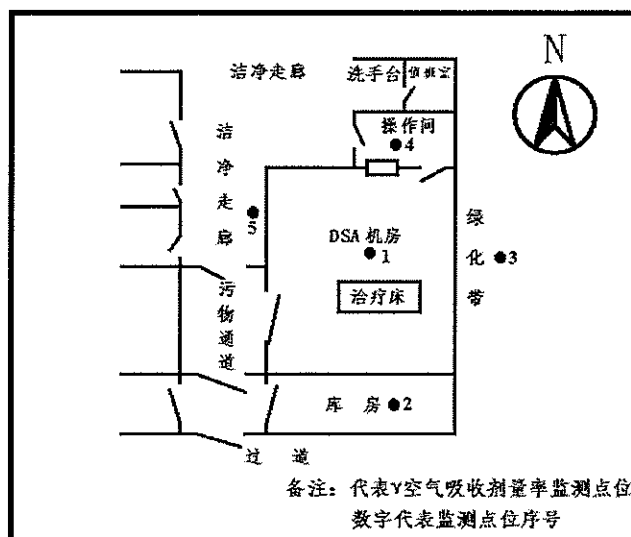 N
洁净走廊
洗手台
值班室
操作间
4
洁净走廊
5
DSA 机房
1
治疗床
绿化带
3
污物通道
库房
2
过道
备注：代表γ空气吸收剂量率监测点位
数字代表监测点位序号